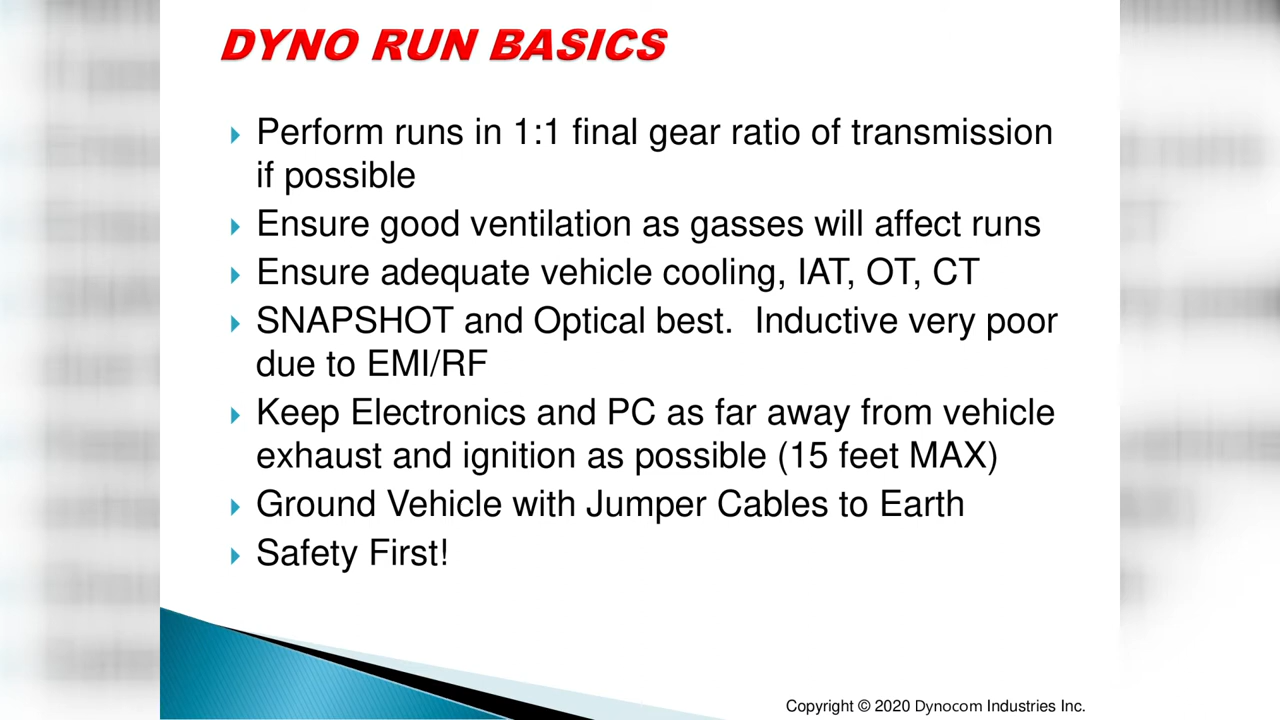 DYNO RUN BASICS
Perform runs in 1:1 final gear ratio of transmission
if possible
Ensure good ventilation as gasses will affect runs
Ensure adequate vehicle cooling, IAT, OT, CT
SNAPSHOT and Optical best.  Inductive very poor
due to EMI/RF
Keep Electronics and PC as far away from vehicle
exhaust and ignition as possible (15 feet MAX)
Ground Vehicle with Jumper Cables to Earth
Safety First!
Copyright © 2020 Dynocom Industries Inc.